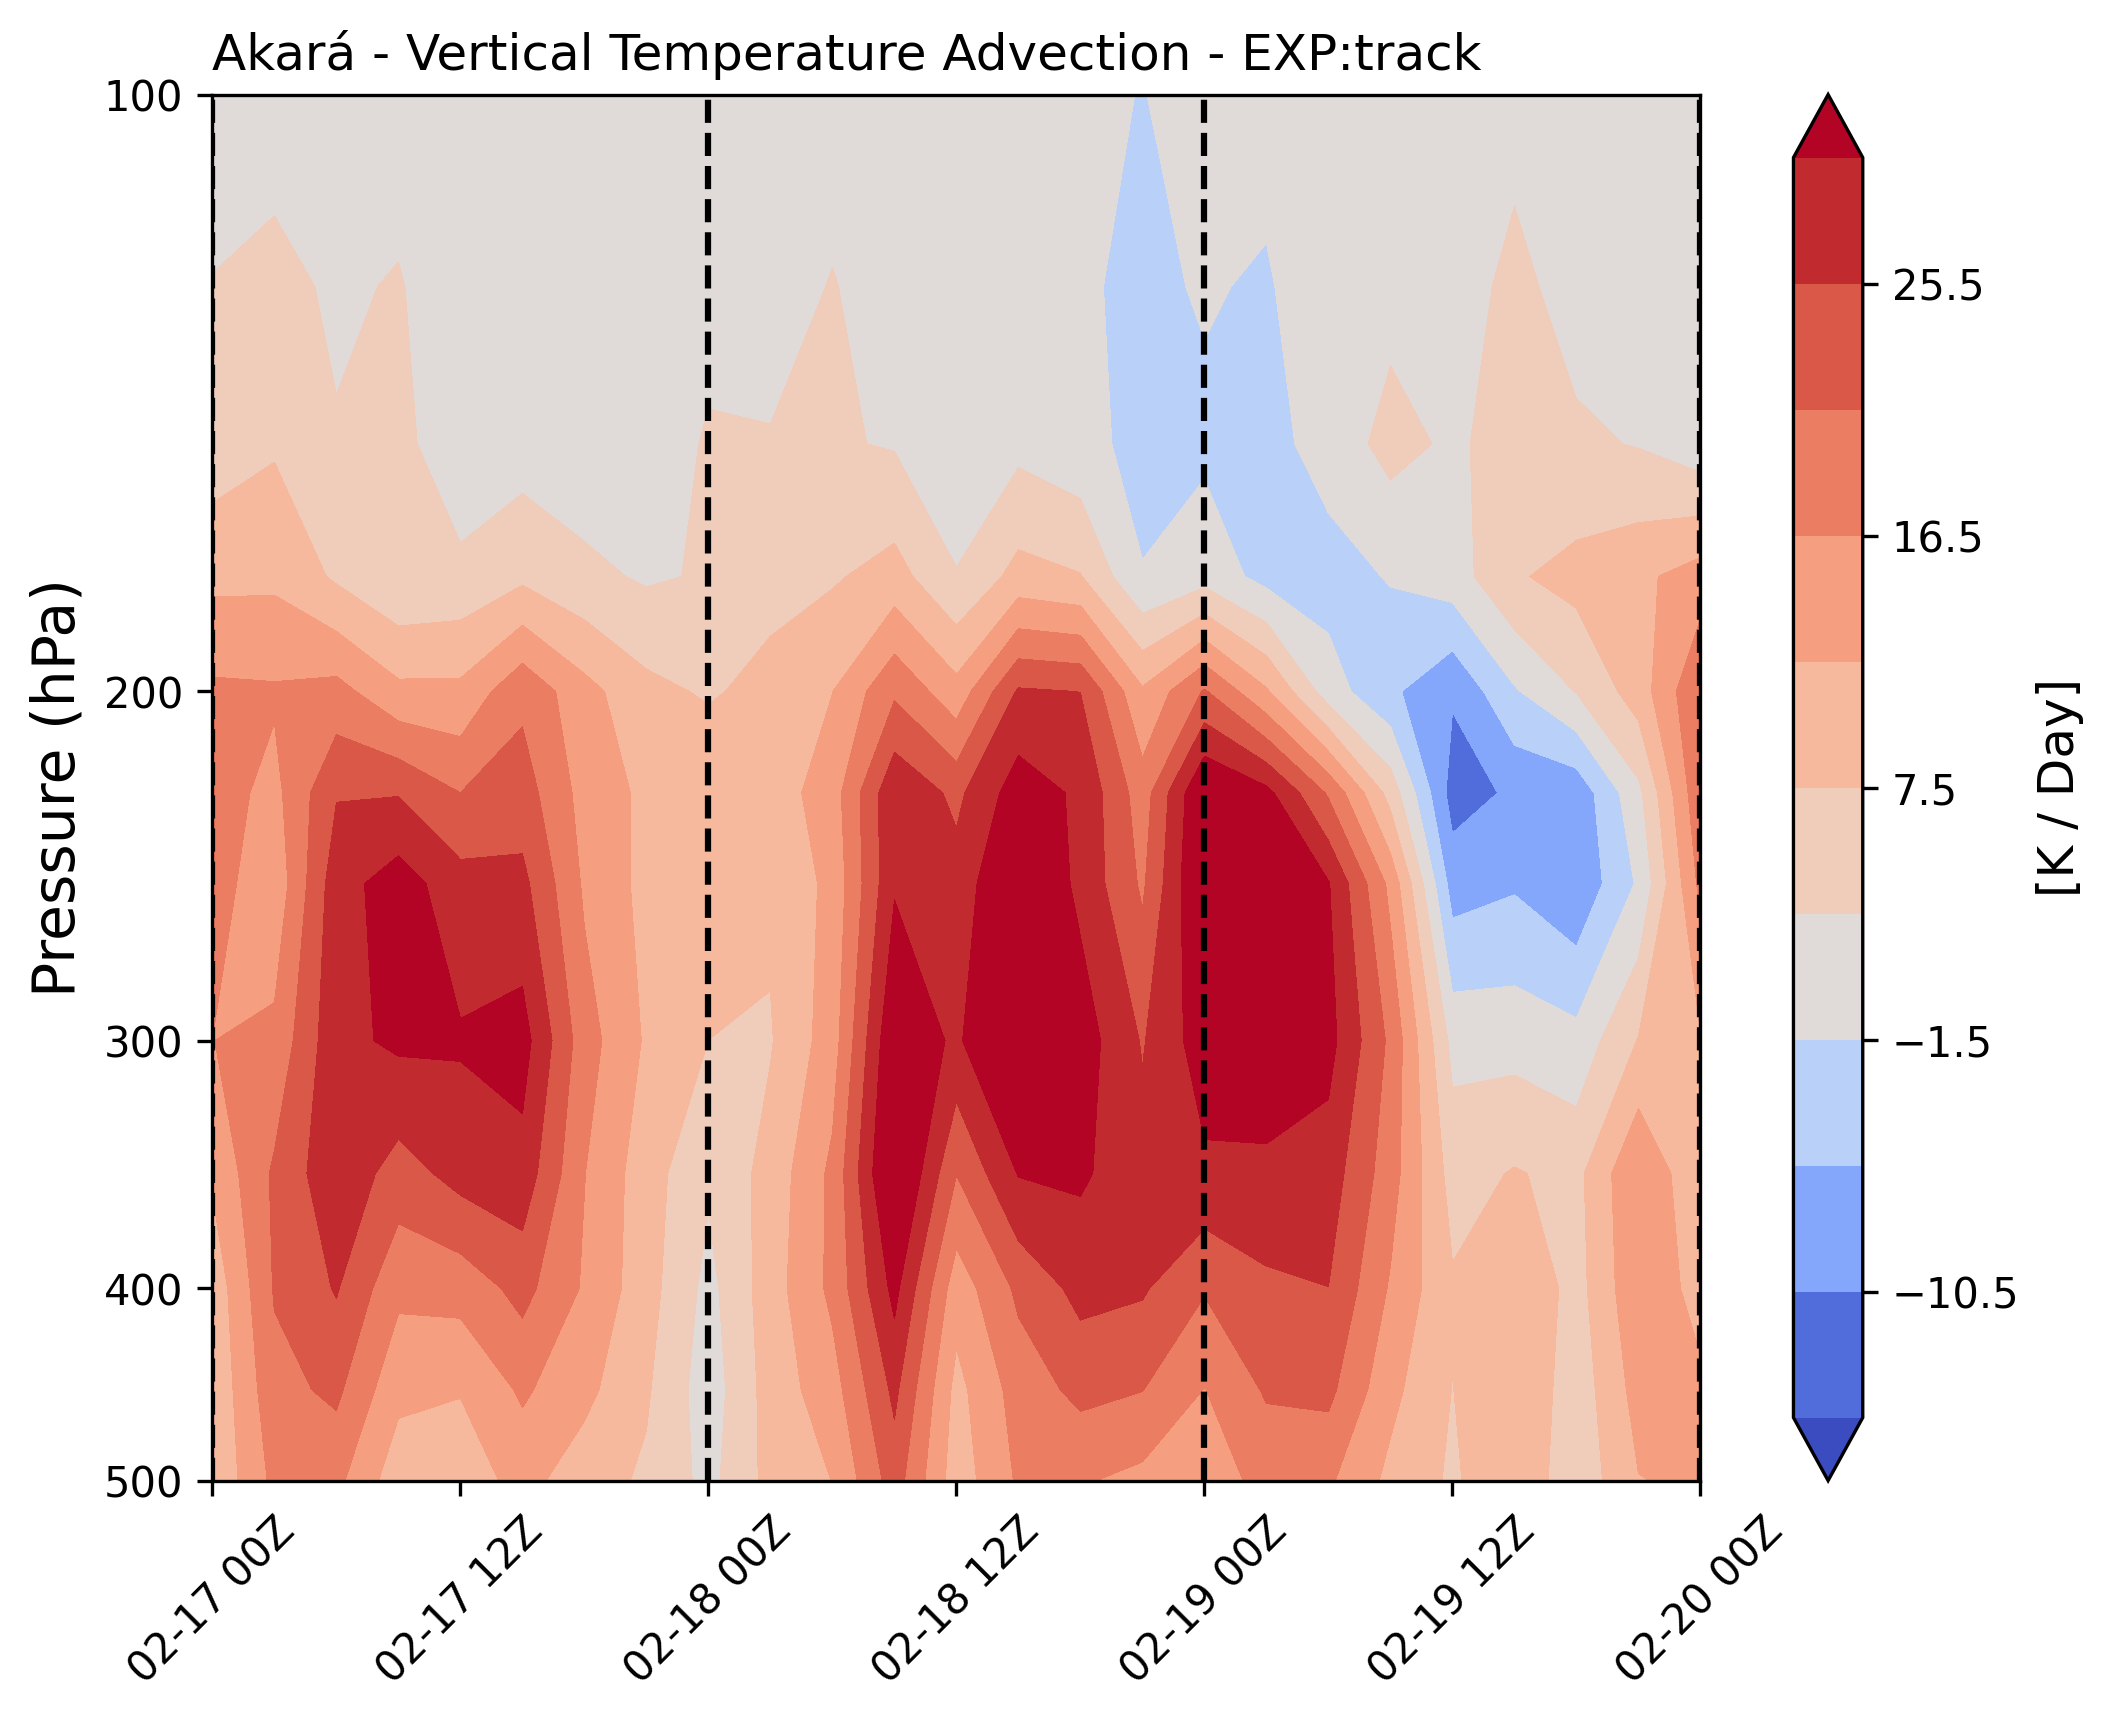 Akará - Vertical Temperature Advection - EXP:track
100
200
300
400
500
Pressure (hPa)
02-17 00Z
02-17 12Z
02-18 00Z
02-18 12Z
02-19 00Z
02-19 12Z
02-20 00Z
25.5
16.5
7.5
−1.5
−10.5
[K / Day]